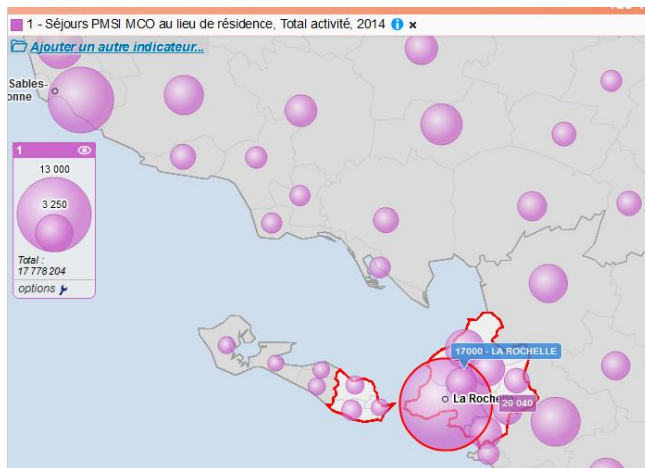 1 - Séjours PMSI MCO au lieu de résidence, Total activité, 2014
Ajouter un autre indicateur...
Sables-
onne
1
13 000
3 250
Total :
17 778 204
options
17000 - LA ROCHELLE
La Rochelle
20 040